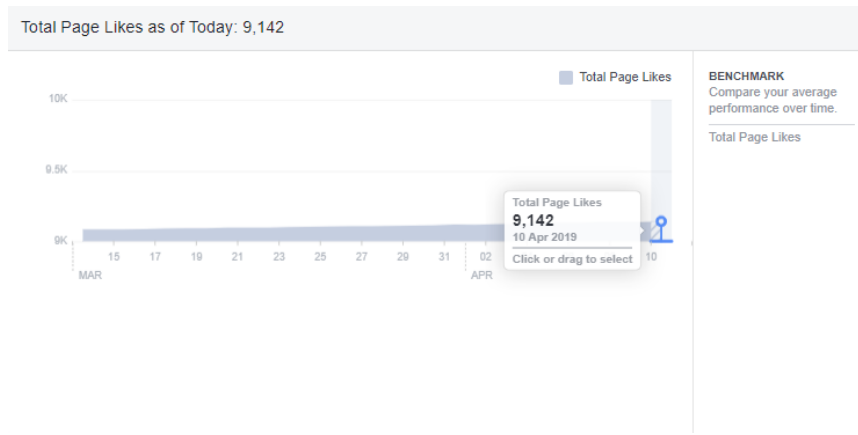 Total Page Likes as of Today: 9,142
Total Page Likes
BENCHMARK
Compare your average
performance over time.
Total Page Likes
10K
9.5K
9K
Total Page Likes
9,142
10 Apr 2019
Click or drag to select
15 17 19 21 23 25 27 29 31 02 10
MAR APR